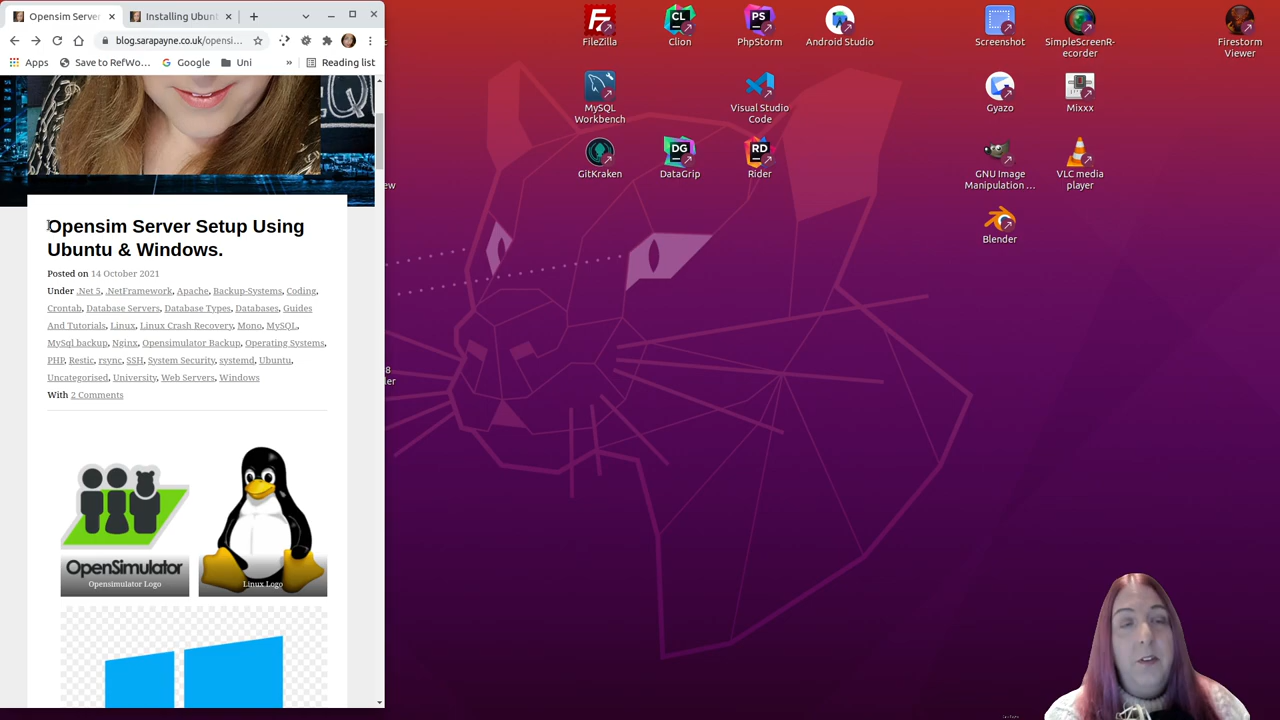 Opensim Server
Installing Ubunt
blog.sarapayne.co.uk/opensi...
Apps
Save to RefWo...
Google
Uni
»
Reading list
Opensim Server Setup Using
Ubuntu & Windows.
Posted on 14 October 2021
Under .Net 5, .NetFramework, Apache, Backup-Systems, Coding,
Crontab, Database Servers, Database Types, Databases, Guides
And Tutorials, Linux, Linux Crash Recovery, Mono, MySQL,
MySql backup, Nginx, Opensimulator Backup, Operating Systems,
PHP, Restic, rsync, SSH, System Security, systemd, Ubuntu,
Uncategorised, University, Web Servers, Windows
With 2 Comments
OpenSimulator
Opensimulator Logo
Linux Logo
FileZilla
CL
Clion
PS
PhpStorm
Android Studio
Screenshot
SimpleScreenR-
ecorder
Firestorm
Viewer
MySQL
Workbench
Visual Studio
Code
Gyazo
Mixxx
GitKraken
DG
DataGrip
RD
Rider
GNU Image
Manipulation ...
VLC media
player
Blender